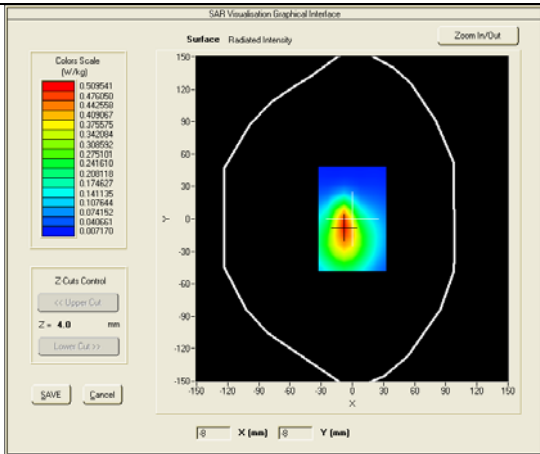 SAR Visualisation Graphical Interface
Surface Radiated Intensity
Zoom In/Out
Colors Scale
(W/kg)
0.509541
0.476050
0.442558
0.409067
0.375575
0.342084
0.308592
0.275101
0.241610
0.208118
0.174627
0.141135
0.107644
0.074152
0.040661
0.007170
Z-Cuts Control
<< Upper Cut
Z = 4.0 mm
Lower Cut >>
SAVE Cancel
150
120
90
60
30
0
-30
-60
-90
-120
-150
Y
-150 -120 -90 -60 -30 0 30 60 90 120 150
X
-8 X (mm) -8 Y (mm)